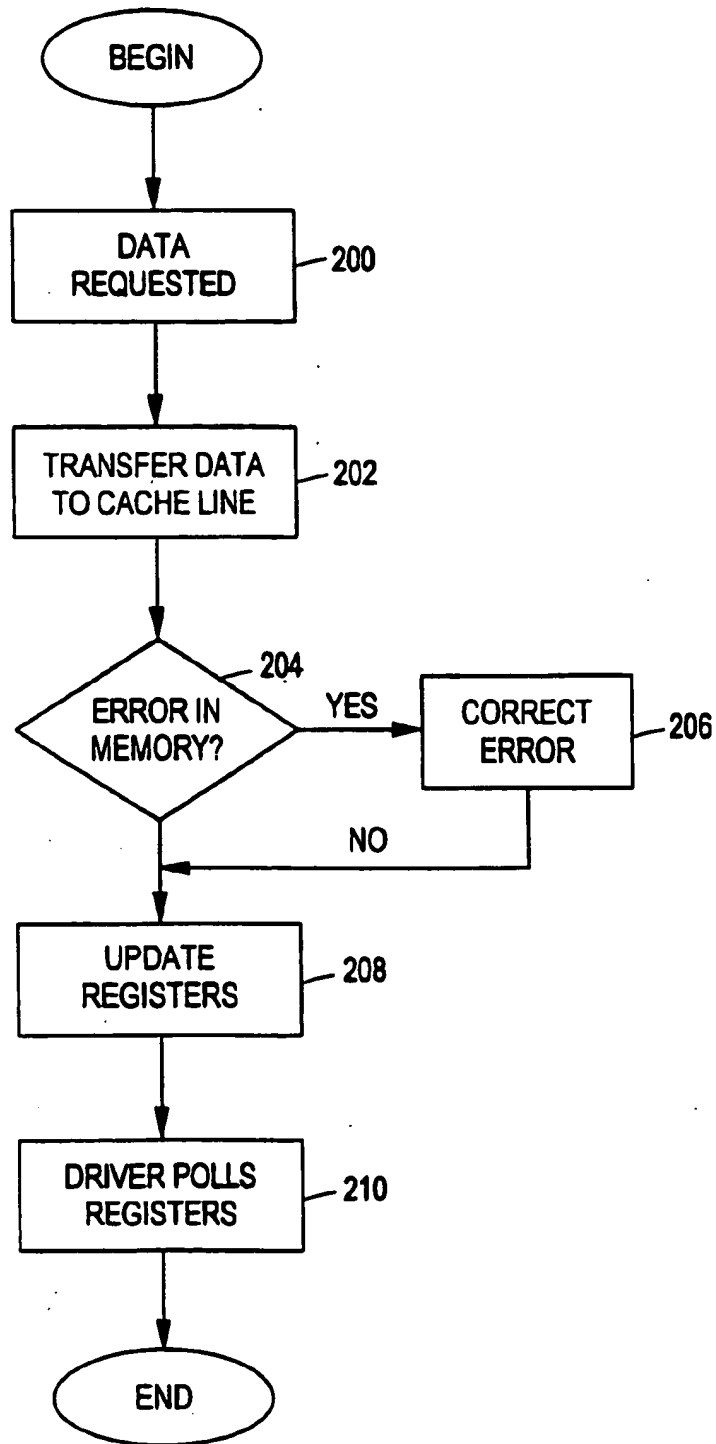 BEGIN
DATA
REQUESTED
200
TRANSFER DATA
TO CACHE LINE
202
204
ERROR IN
MEMORY?
YES
CORRECT
ERROR
206
NO
UPDATE
REGISTERS
208
DRIVER POLLS
REGISTERS
210
END